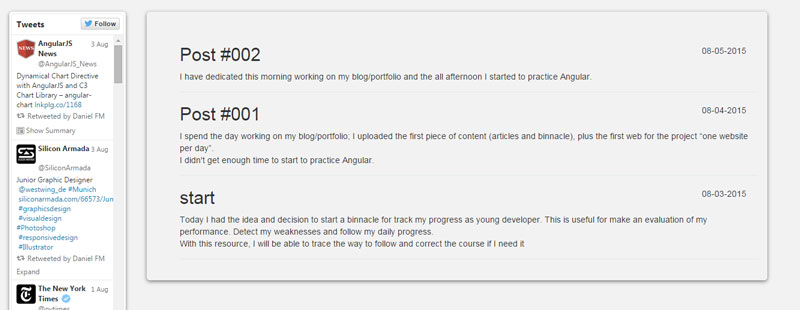 Tweets
Follow
AngularJS News
3 Aug
@AngularJS_News
Dynamical Chart Directive
with AngularJS and C3
Chart Library – angular-
chart lnkplg.co/1168
Retweeted by Daniel FM
Show Summary
Silicon Armada
3 Aug
@SiliconArmada
Junior Graphic Designer
@westwing_de #Munich
siliconarmada.com/66573/Jun
#graphicsdesign
#visualdesign
#Photoshop
#responsivedesign
#Illustrator
Retweeted by Daniel FM
Expand
The New York Times
1 Aug
@nytimes
Post #002
08-05-2015
I have dedicated this morning working on my blog/portfolio and the all afternoon I started to practice Angular.
Post #001
08-04-2015
I spend the day working on my blog/portfolio; I uploaded the first piece of content (articles and binnacle), plus the first web for the project "one website
per day".
I didn't get enough time to start to practice Angular.
start
08-03-2015
Today I had the idea and decision to start a binnacle for track my progress as young developer. This is useful for make an evaluation of my
performance. Detect my weaknesses and follow my daily progress.
With this resource, I will be able to trace the way to follow and correct the course if I need it